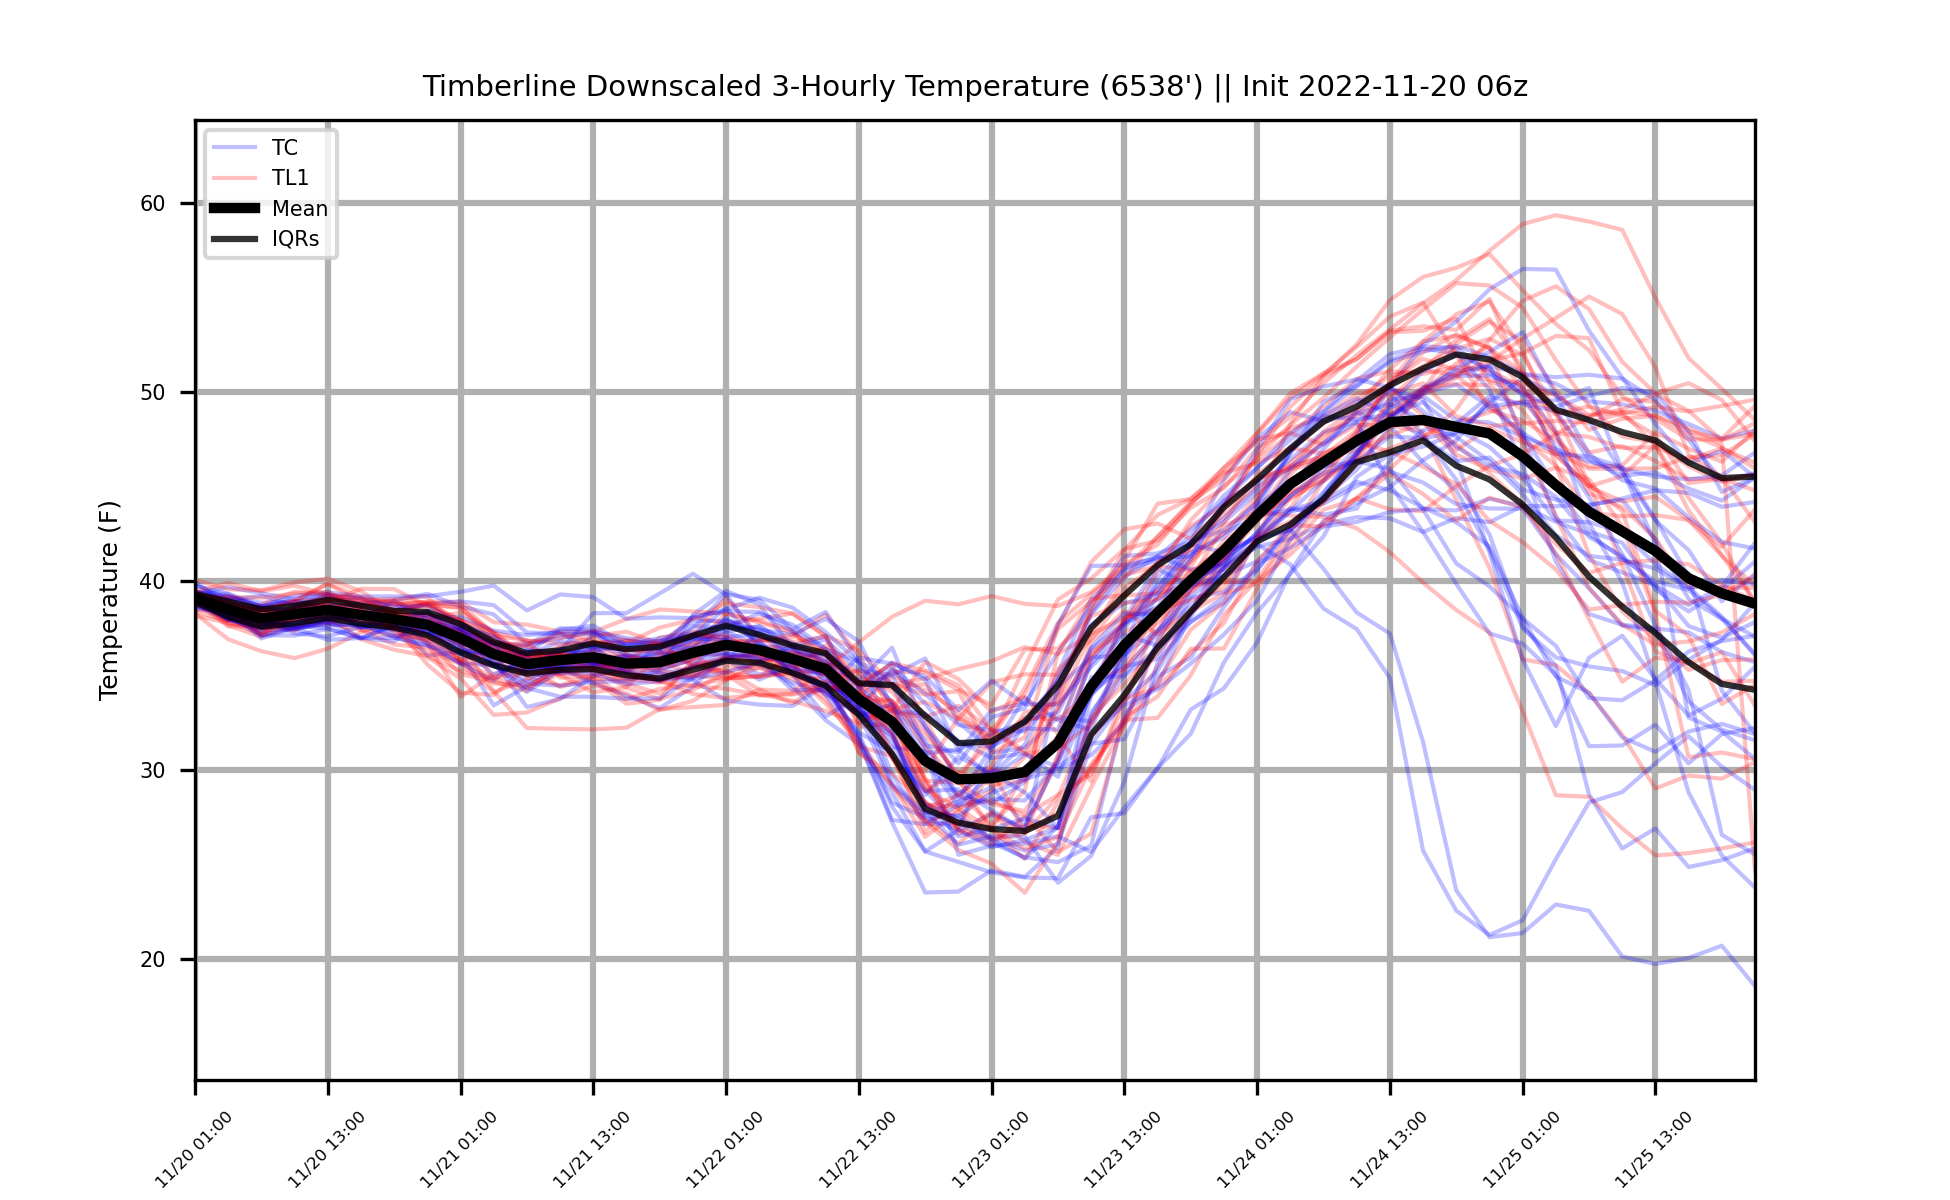 Timberline Downscaled 3-Hourly Temperature (6538') || Init 2022-11-20 06z
TC
TL1
Mean
IQRs
Temperature (F)
60
50
40
30
20
11/20 01:00
11/20 13:00
11/21 01:00
11/21 13:00
11/22 01:00
11/22 13:00
11/23 01:00
11/23 13:00
11/24 01:00
11/24 13:00
11/25 01:00
11/25 13:00